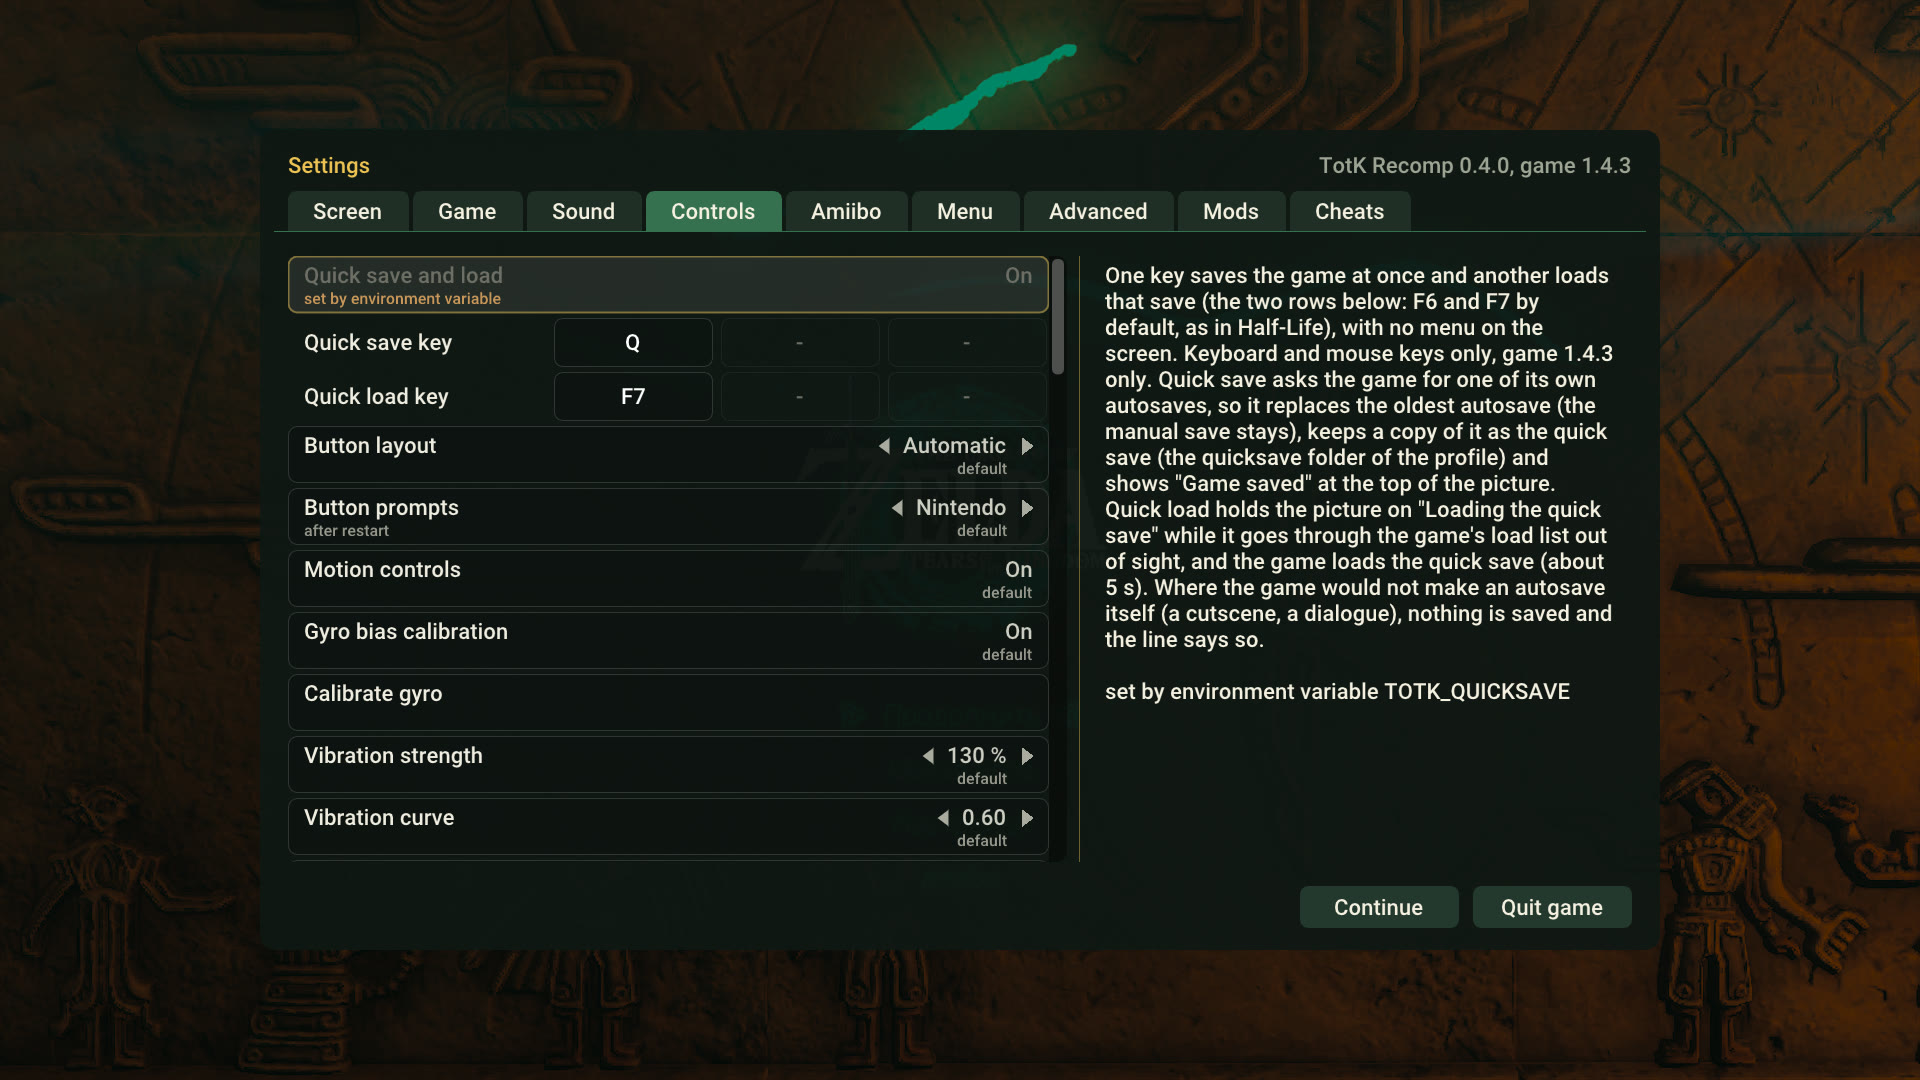 Settings
TotK Recomp 0.4.0, game 1.4.3
Screen
Game
Sound
Controls
Amiibo
Menu
Advanced
Mods
Cheats
Quick save and load
On
set by environment variable
Quick save key
Q
-
-
Quick load key
F7
-
-
Button layout
Automatic
default
Button prompts
Nintendo
after restart
default
Motion controls
On
default
Gyro bias calibration
On
default
Calibrate gyro
Vibration strength
130 %
default
Vibration curve
0.60
default
One key saves the game at once and another loads
that save (the two rows below: F6 and F7 by
default, as in Half-Life), with no menu on the
screen. Keyboard and mouse keys only, game 1.4.3
only. Quick save asks the game for one of its own
autosaves, so it replaces the oldest autosave (the
manual save stays), keeps a copy of it as the quick
save (the quicksave folder of the profile) and
shows "Game saved" at the top of the picture.
Quick load holds the picture on "Loading the quick
save" while it goes through the game's load list out
of sight, and the game loads the quick save (about
5 s). Where the game would not make an autosave
itself (a cutscene, a dialogue), nothing is saved and
the line says so.
set by environment variable TOTK_QUICKSAVE
Continue
Quit game